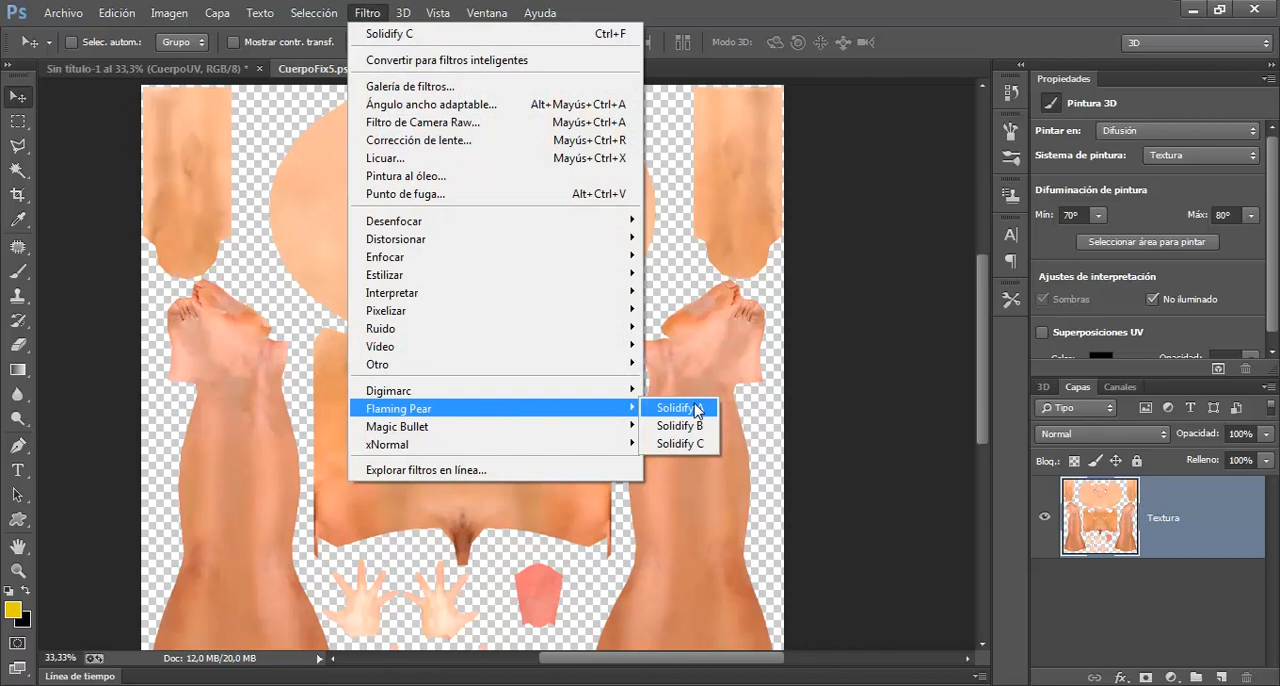 Ps Archivo Edición Imagen Capa Texto Selección Filtro 3D Vista Ventana Ayuda
Selec. autom.: Grupo Mostrar contr. transf. Modo 3D: 3D
Sin título-1 al 33,3% (CuerpoUV, RGB/8) * × CuerpoFix5.ps
Solidify C Ctrl+F
Convertir para filtros inteligentes
Galería de filtros...
Ángulo ancho adaptable... Alt+Mayús+Ctrl+A
Filtro de Camera Raw... Mayús+Ctrl+A
Corrección de lente... Mayús+Ctrl+R
Licuar... Mayús+Ctrl+X
Pintura al óleo...
Punto de fuga... Alt+Ctrl+V
Desenfocar
Distorsionar
Enfocar
Estilizar
Interpretar
Pixelizar
Ruido
Vídeo
Otro
Digimarc
Flaming Pear
Magic Bullet
xNormal
Explorar filtros en línea...
Solidify
Solidify B
Solidify C
Propiedades
Pintura 3D
Pintar en: Difusión
Sistema de pintura: Textura
Difuminación de pintura
Mín: 70º Máx: 80º
Seleccionar área para pintar
Ajustes de interpretación
Sombras No iluminado
Superposiciones UV
Color: Opacidad:
3D Capas Canales
Tipo
Normal Opacidad: 100%
Bloq.: Relleno: 100%
Textura
33,33% Doc: 12,0 MB/20,0 MB
Línea de tiempo